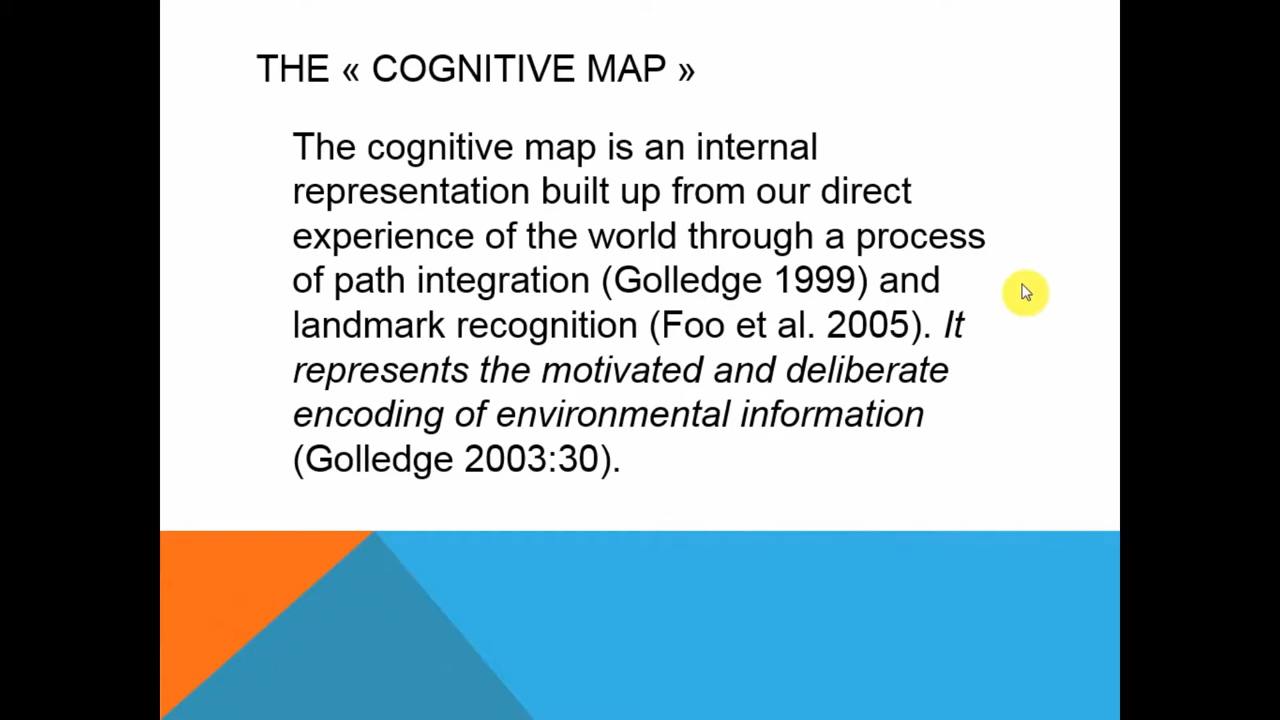 THE « COGNITIVE MAP »
The cognitive map is an internal
representation built up from our direct
experience of the world through a process
of path integration (Golledge 1999) and
landmark recognition (Foo et al. 2005). It
represents the motivated and deliberate
encoding of environmental information
(Golledge 2003:30).